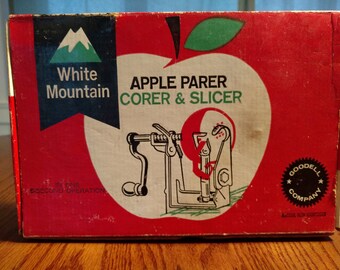 White
Mountain
APPLE PARER
CORER & SLICER
GOODELL
COMPANY